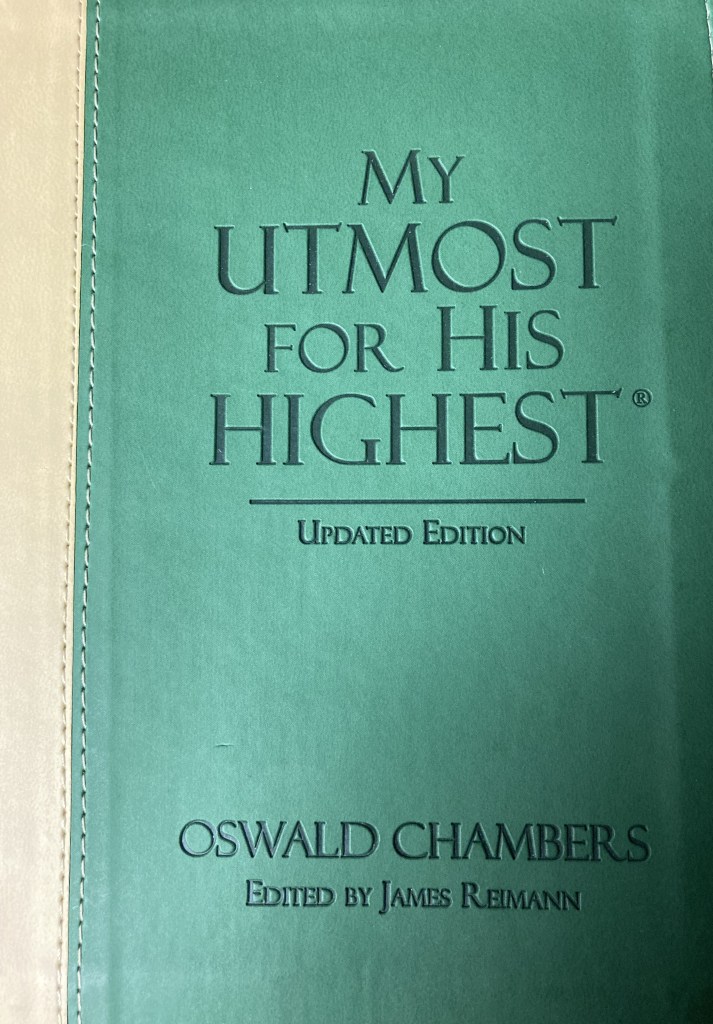 My
UTMOST
FOR HIS
HIGHEST®
UPDATED EDITION
OSWALD CHAMBERS
EDITED BY JAMES REIMANN